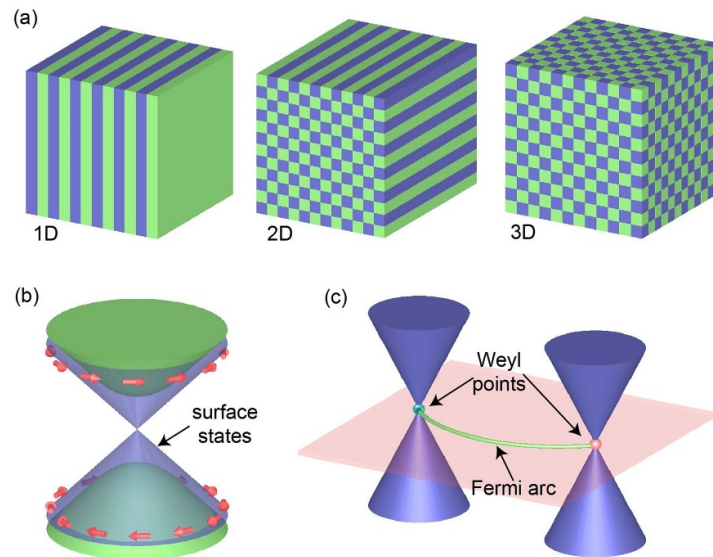 (a)
1D
2D
3D
(b)
surface
states
(c)
Weyl
points
Fermi arc